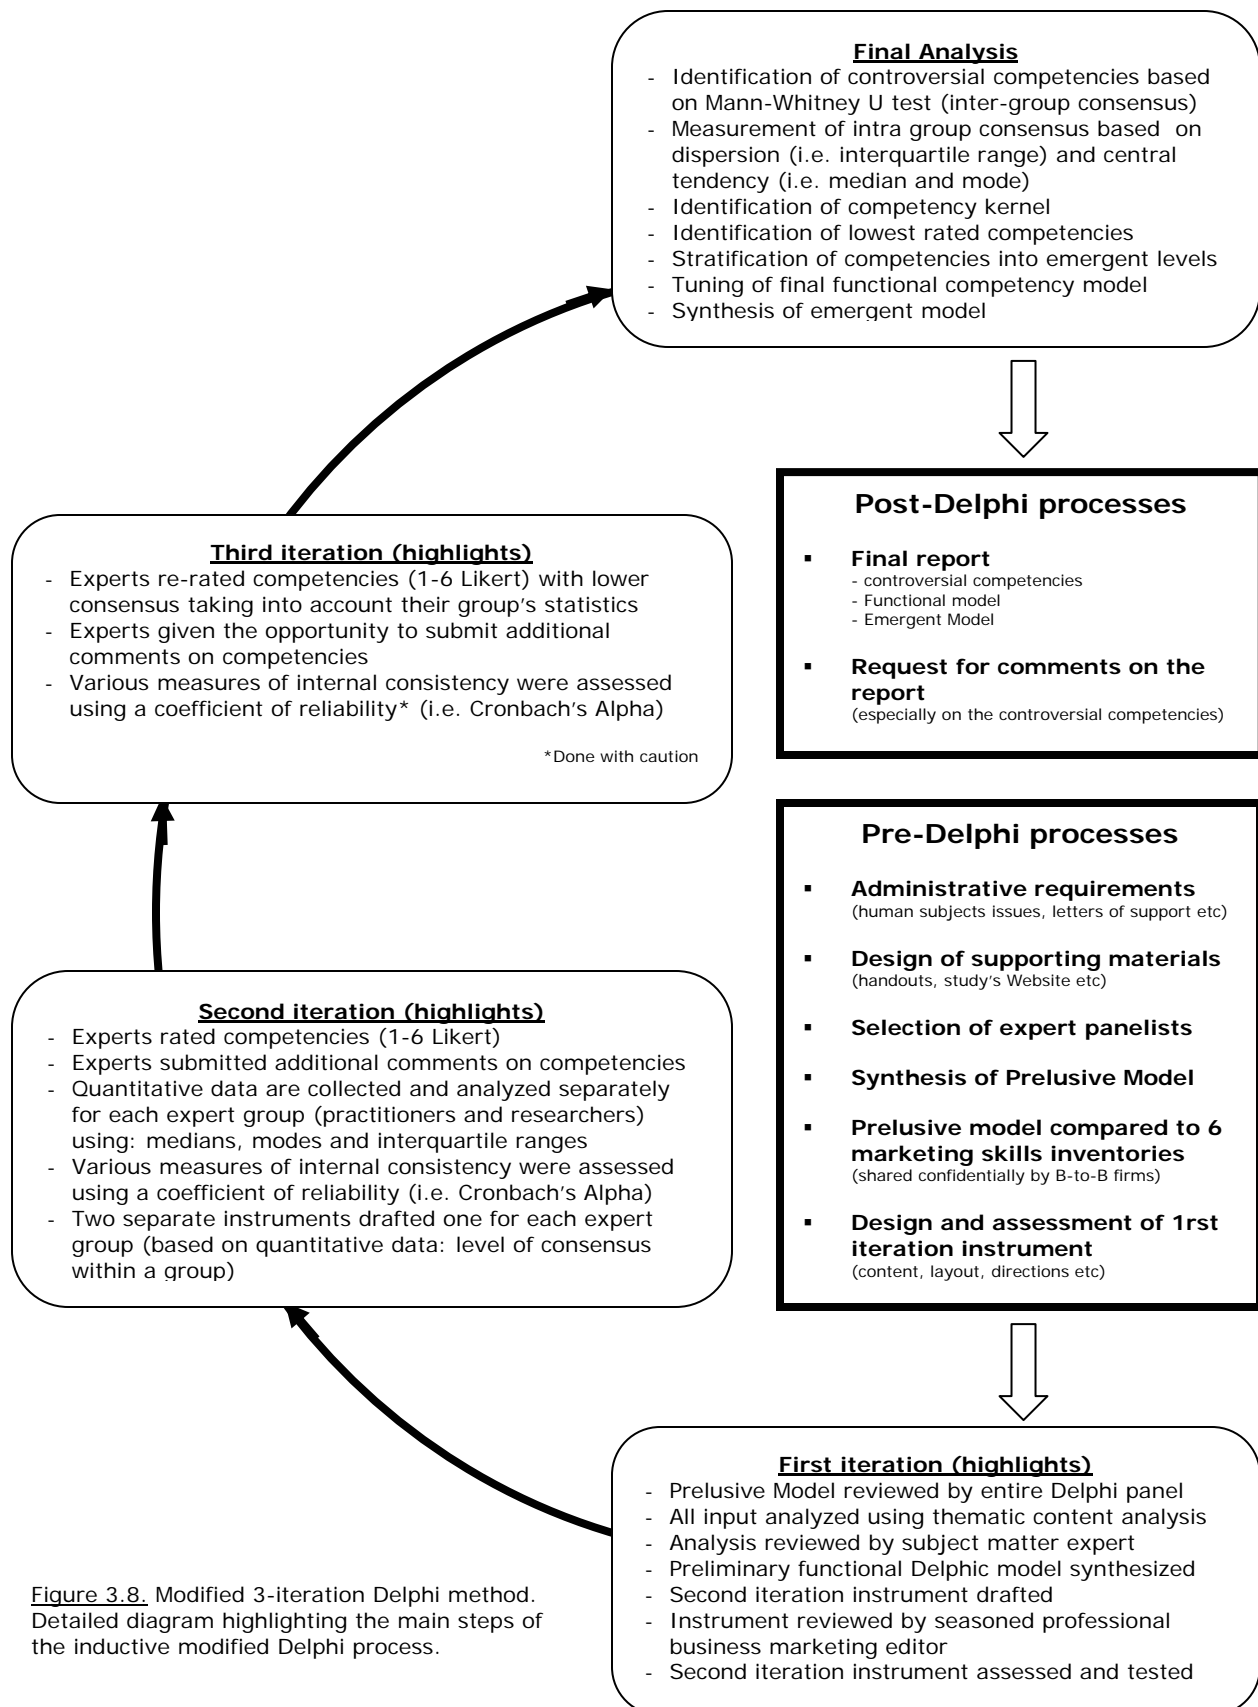 Final Analysis
- Identification of controversial competencies based
on Mann-Whitney U test (inter-group consensus)
- Measurement of intra group consensus based on
dispersion (i.e. interquartile range) and central
tendency (i.e. median and mode)
- Identification of competency kernel
- Identification of lowest rated competencies
- Stratification of competencies into emergent levels
- Tuning of final functional competency model
- Synthesis of emergent model
Post-Delphi processes
▪ Final report
- controversial competencies
- Functional model
- Emergent Model
▪ Request for comments on the
report
(especially on the controversial competencies)
Third iteration (highlights)
- Experts re-rated competencies (1-6 Likert) with lower
consensus taking into account their group's statistics
- Experts given the opportunity to submit additional
comments on competencies
- Various measures of internal consistency were assessed
using a coefficient of reliability* (i.e. Cronbach's Alpha)
*Done with caution
Pre-Delphi processes
▪ Administrative requirements
(human subjects issues, letters of support etc)
▪ Design of supporting materials
(handouts, study's Website etc)
▪ Selection of expert panelists
▪ Synthesis of Prelusive Model
▪ Prelusive model compared to 6
marketing skills inventories
(shared confidentially by B-to-B firms)
▪ Design and assessment of 1rst
iteration instrument
(content, layout, directions etc)
Second iteration (highlights)
- Experts rated competencies (1-6 Likert)
- Experts submitted additional comments on competencies
- Quantitative data are collected and analyzed separately
for each expert group (practitioners and researchers)
using: medians, modes and interquartile ranges
- Various measures of internal consistency were assessed
using a coefficient of reliability (i.e. Cronbach's Alpha)
- Two separate instruments drafted one for each expert
group (based on quantitative data: level of consensus
within a group)
First iteration (highlights)
- Prelusive Model reviewed by entire Delphi panel
- All input analyzed using thematic content analysis
- Analysis reviewed by subject matter expert
- Preliminary functional Delphic model synthesized
- Second iteration instrument drafted
- Instrument reviewed by seasoned professional
business marketing editor
- Second iteration instrument assessed and tested
Figure 3.8. Modified 3-iteration Delphi method.
Detailed diagram highlighting the main steps of
the inductive modified Delphi process.